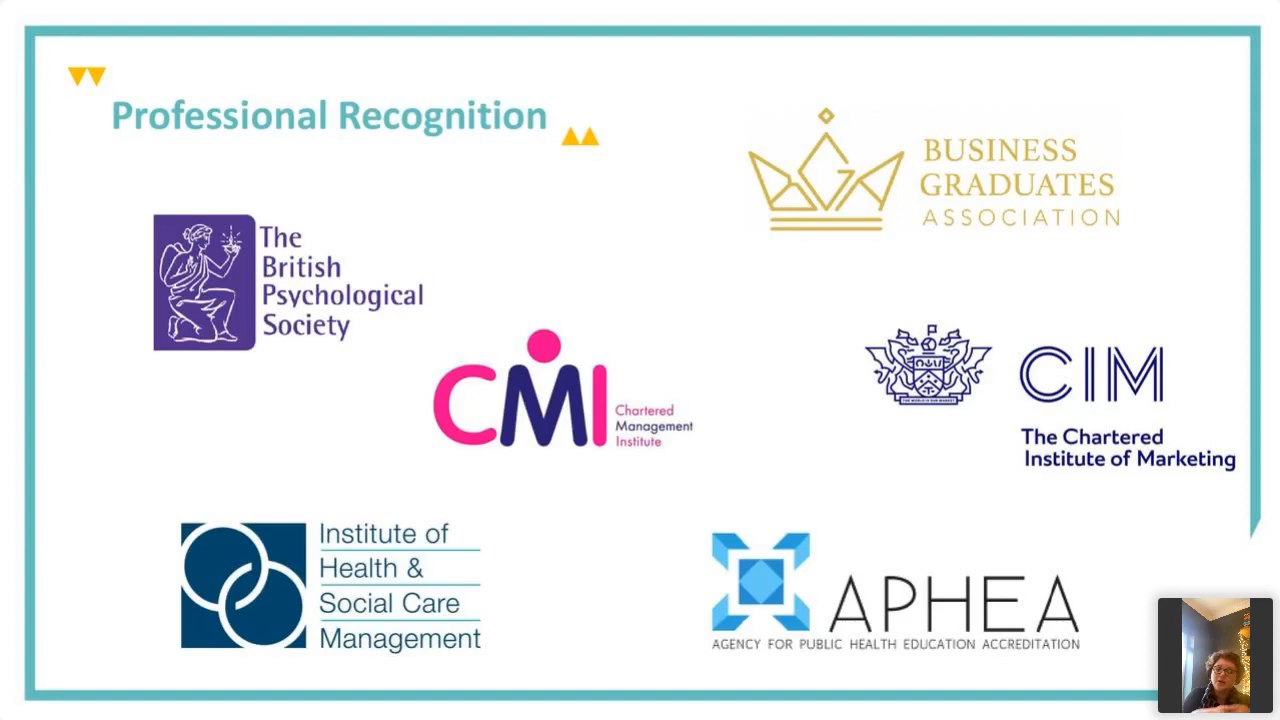 Professional Recognition
BUSINESS
GRADUATES
ASSOCIATION
The
British
Psychological
Society
CMI
Chartered
Management
Institute
CIM
The Chartered
Institute of Marketing
Institute of
Health &
Social Care
Management
APHEA
AGENCY FOR PUBLIC HEALTH EDUCATION ACCREDITATION